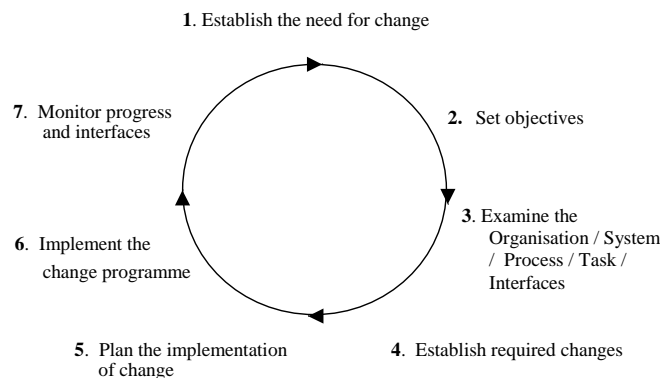 1. Establish the need for change
2. Set objectives
3. Examine the
Organisation / System
/ Process / Task /
Interfaces
4. Establish required changes
5. Plan the implementation
of change
6. Implement the
change programme
7. Monitor progress
and interfaces